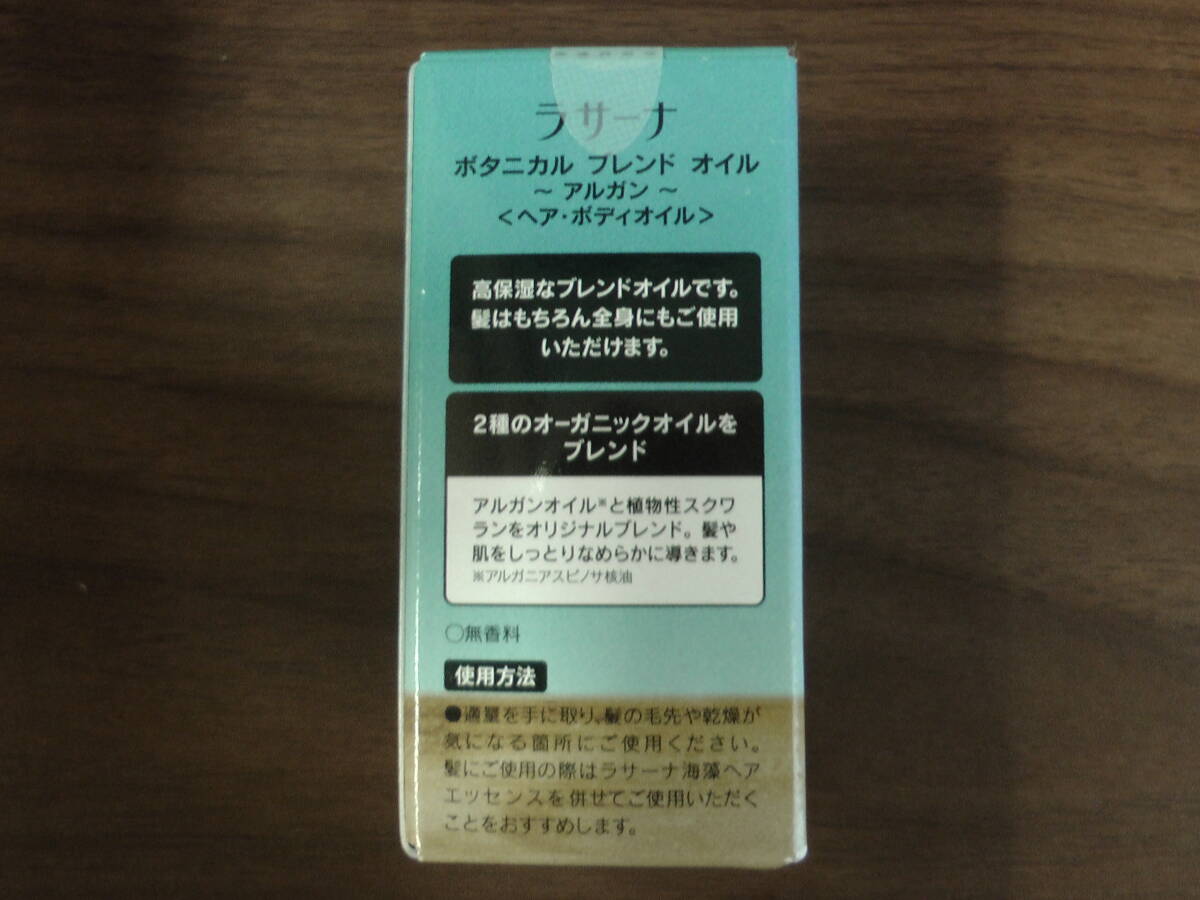 ラサーナ
ボタニカル ブレンド オイル
～ アルガン ～
＜ヘア・ボディオイル＞
高保湿なブレンドオイルです。
髪はもちろん全身にもご使用
いただけます。
2種のオーガニックオイルを
ブレンド
アルガンオイル※と植物性スクワ
ランをオリジナルブレンド。髪や
肌をしっとりなめらかに導きます。
※アルガニアスピノサ核油
○無香料
使用方法
●適量を手に取り、髪の毛先や乾燥が
気になる箇所にご使用ください。
髪にご使用の際はラサーナ海藻ヘア
エッセンスを併せてご使用いただく
ことをおすすめします。